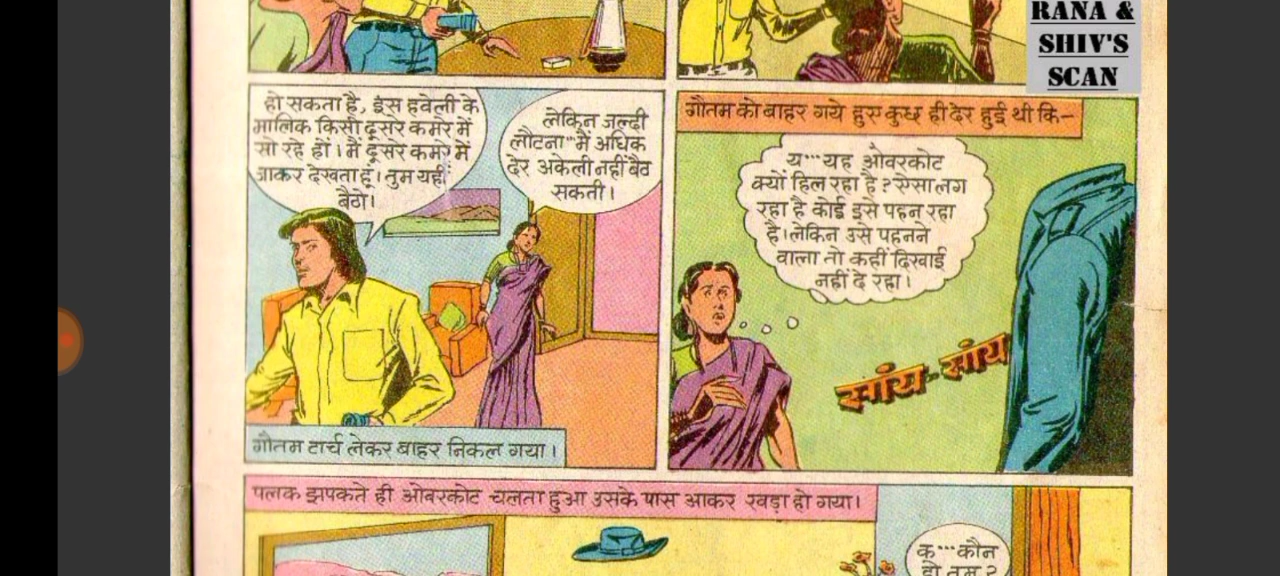 RANA &
SHIV'S
SCAN
हो सकता है, इस हवेली के
मालिक किसी दूसरे कमरे में
सो रहे हों। मैं दूसरे कमरे में
जाकर देखता हूं। तुम यहीं
बैठो।
लेकिन जल्दी
लौटना मैं अधिक
देर अकेली नहीं बैठ
सकती।
गौतम टार्च लेकर बाहर निकल गया।
गौतम को बाहर गये हुए कुछ ही देर हुई थी कि—
य...यह ओवरकोट
क्यों हिल रहा है? ऐसा लग
रहा है कोई इसे पहन रहा
है। लेकिन उसे पहनने
वाला तो कहीं दिखाई
नहीं दे रहा।
सांय-सांय
पलक झपकते ही ओवरकोट चलता हुआ उसके पास आकर खड़ा हो गया।
क...कौन
हो तुम?